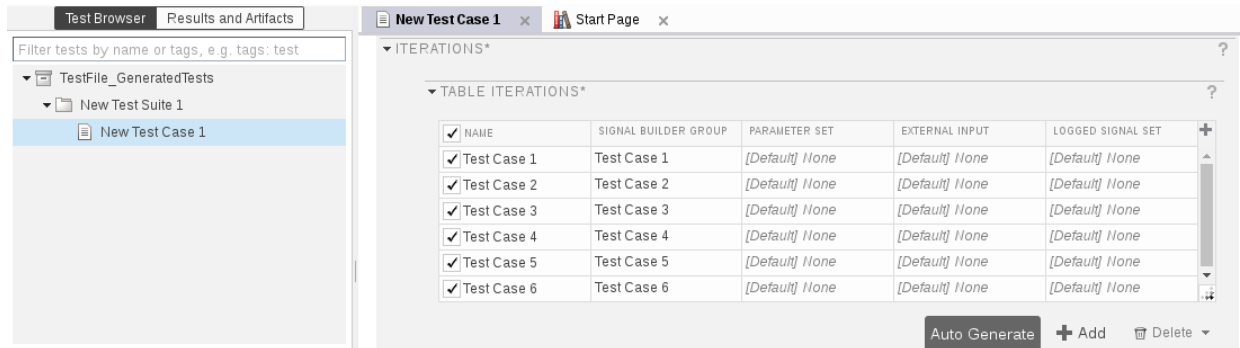 Test Browser Results and Artifacts
Filter tests by name or tags, e.g. tags: test
TestFile_GeneratedTests
New Test Suite 1
New Test Case 1
New Test Case 1 × Start Page ×
ITERATIONS* ?
TABLE ITERATIONS* ?
NAME SIGNAL BUILDER GROUP PARAMETER SET EXTERNAL INPUT LOGGED SIGNAL SET
Test Case 1 Test Case 1 [Default] None [Default] None [Default] None
Test Case 2 Test Case 2 [Default] None [Default] None [Default] None
Test Case 3 Test Case 3 [Default] None [Default] None [Default] None
Test Case 4 Test Case 4 [Default] None [Default] None [Default] None
Test Case 5 Test Case 5 [Default] None [Default] None [Default] None
Test Case 6 Test Case 6 [Default] None [Default] None [Default] None
Auto Generate Add Delete